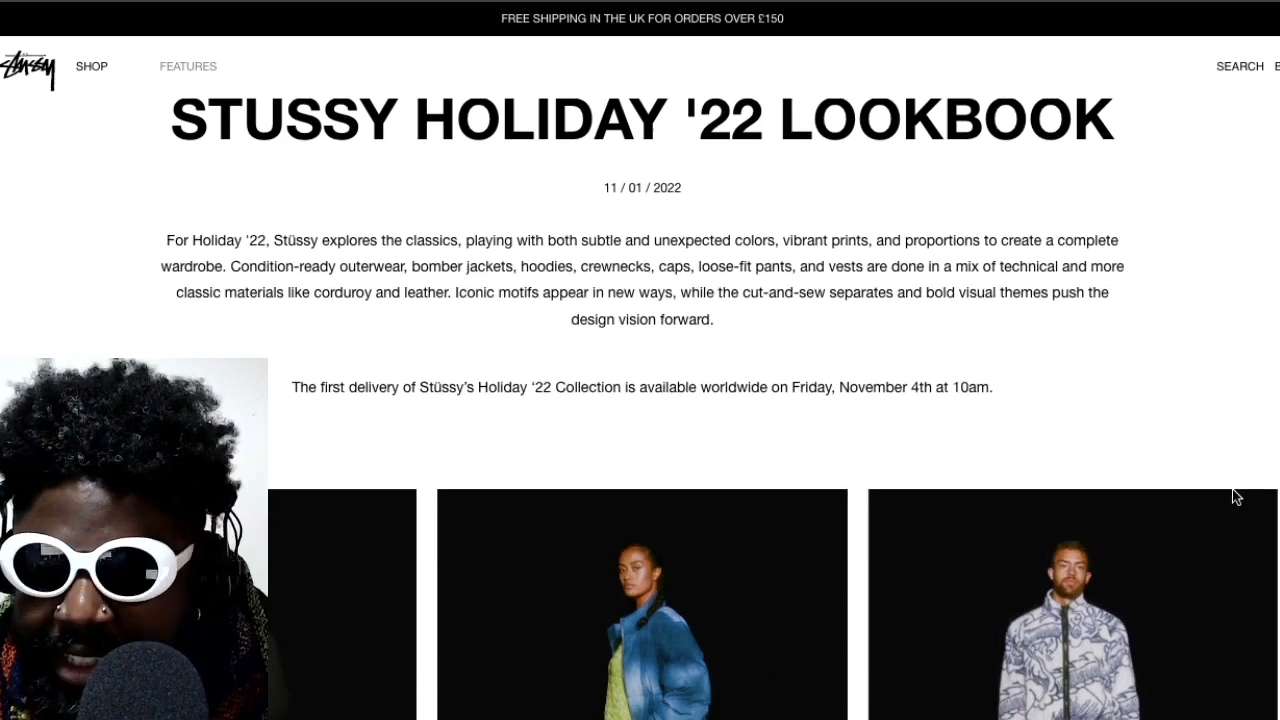 FREE SHIPPING IN THE UK FOR ORDERS OVER £150
Stüssy SHOP FEATURES SEARCH
STUSSY HOLIDAY '22 LOOKBOOK
11 / 01 / 2022
For Holiday ‘22, Stüssy explores the classics, playing with both subtle and unexpected colors, vibrant prints, and proportions to create a complete
wardrobe. Condition-ready outerwear, bomber jackets, hoodies, crewnecks, caps, loose-fit pants, and vests are done in a mix of technical and more
classic materials like corduroy and leather. Iconic motifs appear in new ways, while the cut-and-sew separates and bold visual themes push the
design vision forward.
The first delivery of Stüssy’s Holiday ‘22 Collection is available worldwide on Friday, November 4th at 10am.